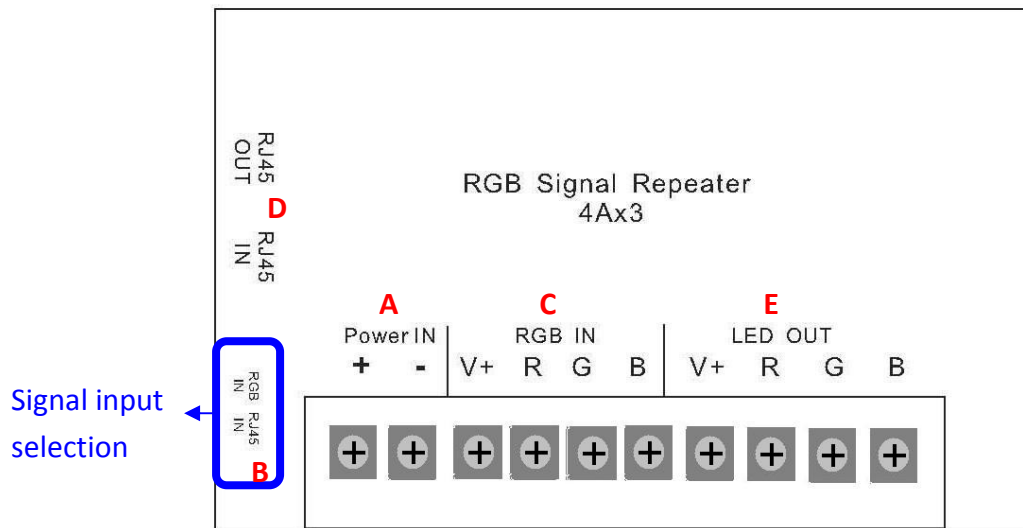 RJ45
OUT
D
RJ45
IN
RGB Signal Repeater
4Ax3
A
C
E
Power IN
RGB IN
LED OUT
+ - V+ R G B V+ R G B
Signal input
selection
RGB
IN
RJ45
IN
B